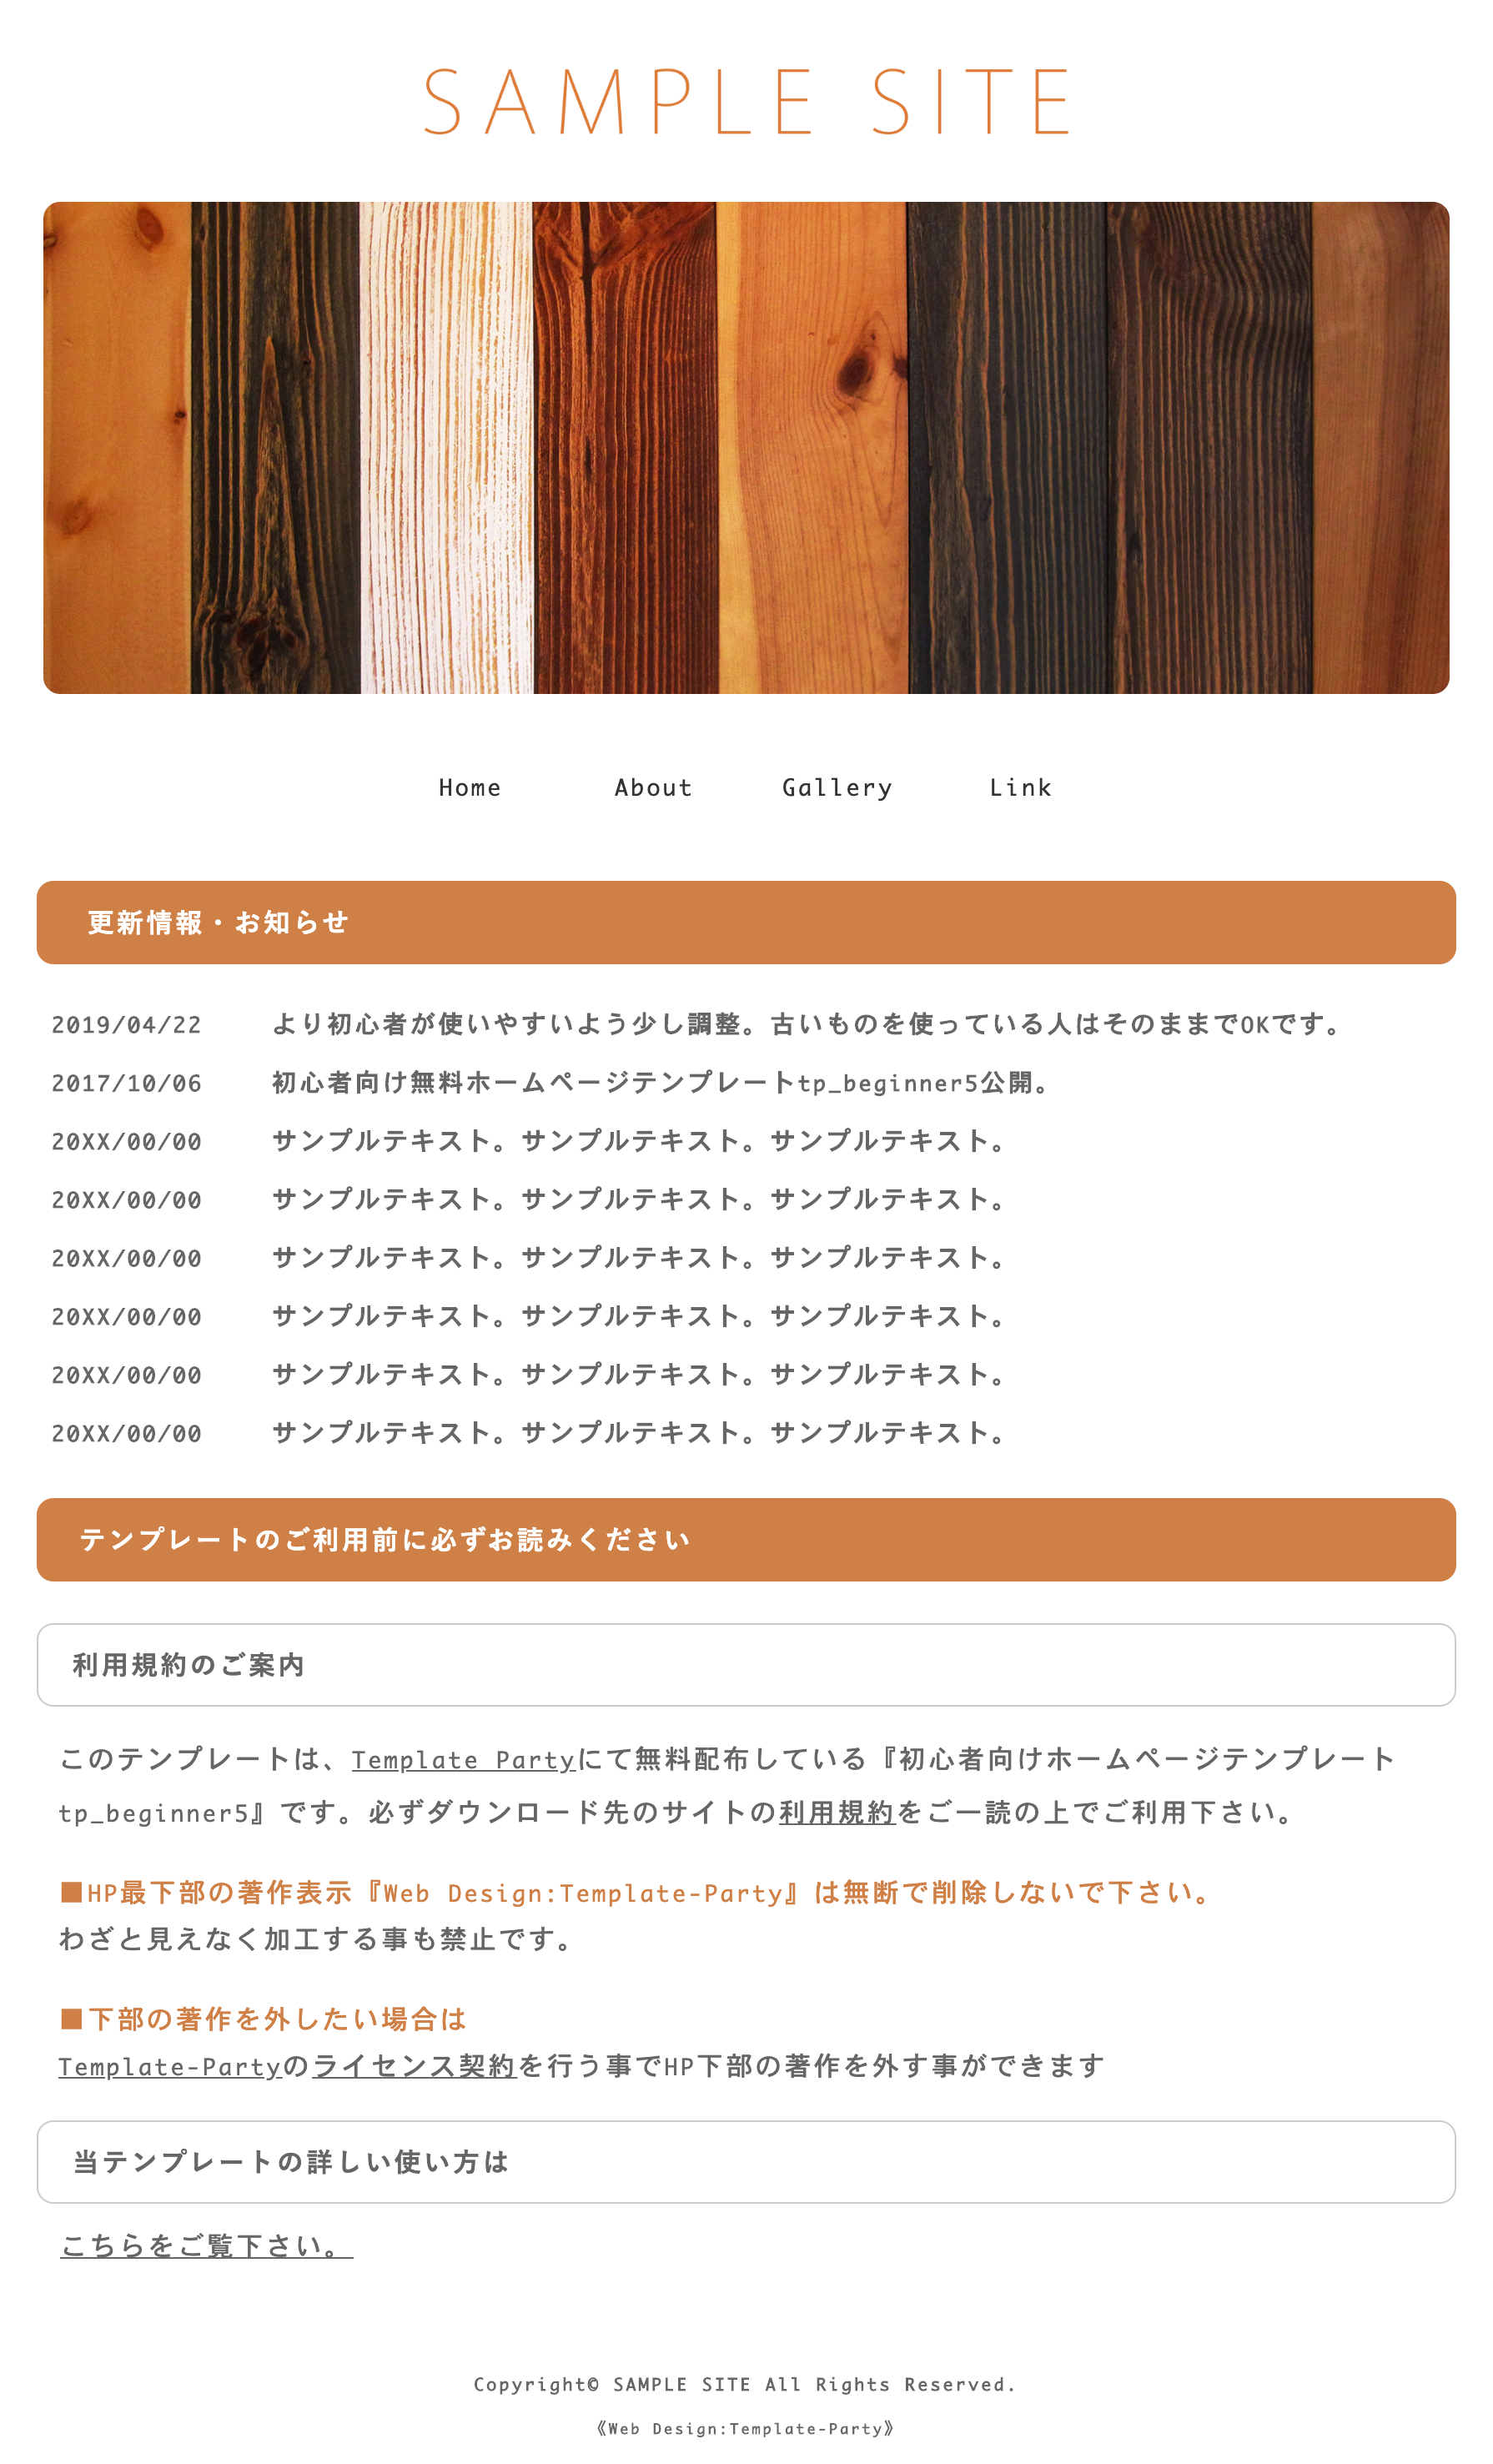 SAMPLE SITE
Home About Gallery Link
更新情報・お知らせ
2019/04/22 より初心者が使いやすいよう少し調整。古いものを使っている人はそのままでOKです。
2017/10/06 初心者向け無料ホームページテンプレートtp_beginner5公開。
20XX/00/00 サンプルテキスト。サンプルテキスト。サンプルテキスト。
20XX/00/00 サンプルテキスト。サンプルテキスト。サンプルテキスト。
20XX/00/00 サンプルテキスト。サンプルテキスト。サンプルテキスト。
20XX/00/00 サンプルテキスト。サンプルテキスト。サンプルテキスト。
20XX/00/00 サンプルテキスト。サンプルテキスト。サンプルテキスト。
20XX/00/00 サンプルテキスト。サンプルテキスト。サンプルテキスト。
テンプレートのご利用前に必ずお読みください
利用規約のご案内
このテンプレートは、Template Partyにて無料配布している『初心者向けホームページテンプレート
tp_beginner5』です。必ずダウンロード先のサイトの利用規約をご一読の上でご利用下さい。
■HP最下部の著作表示『Web Design:Template-Party』は無断で削除しないで下さい。
わざと見えなく加工する事も禁止です。
■下部の著作を外したい場合は
Template-Partyのライセンス契約を行う事でHP下部の著作を外す事ができます
当テンプレートの詳しい使い方は
こちらをご覧下さい。
Copyright© SAMPLE SITE All Rights Reserved.
《Web Design:Template-Party》